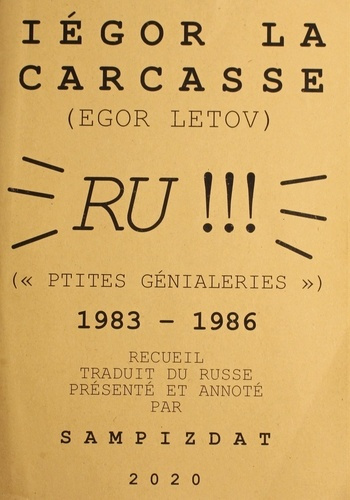 IÉGOR LA
CARCASSE
(EGOR LETOV)
RU !!!
(« PTITES GÉNIALERIES »)
1983 – 1986
RECUEIL
TRADUIT DU RUSSE
PRÉSENTÉ ET ANNOTÉ
PAR
SAMPIZDAT
2020